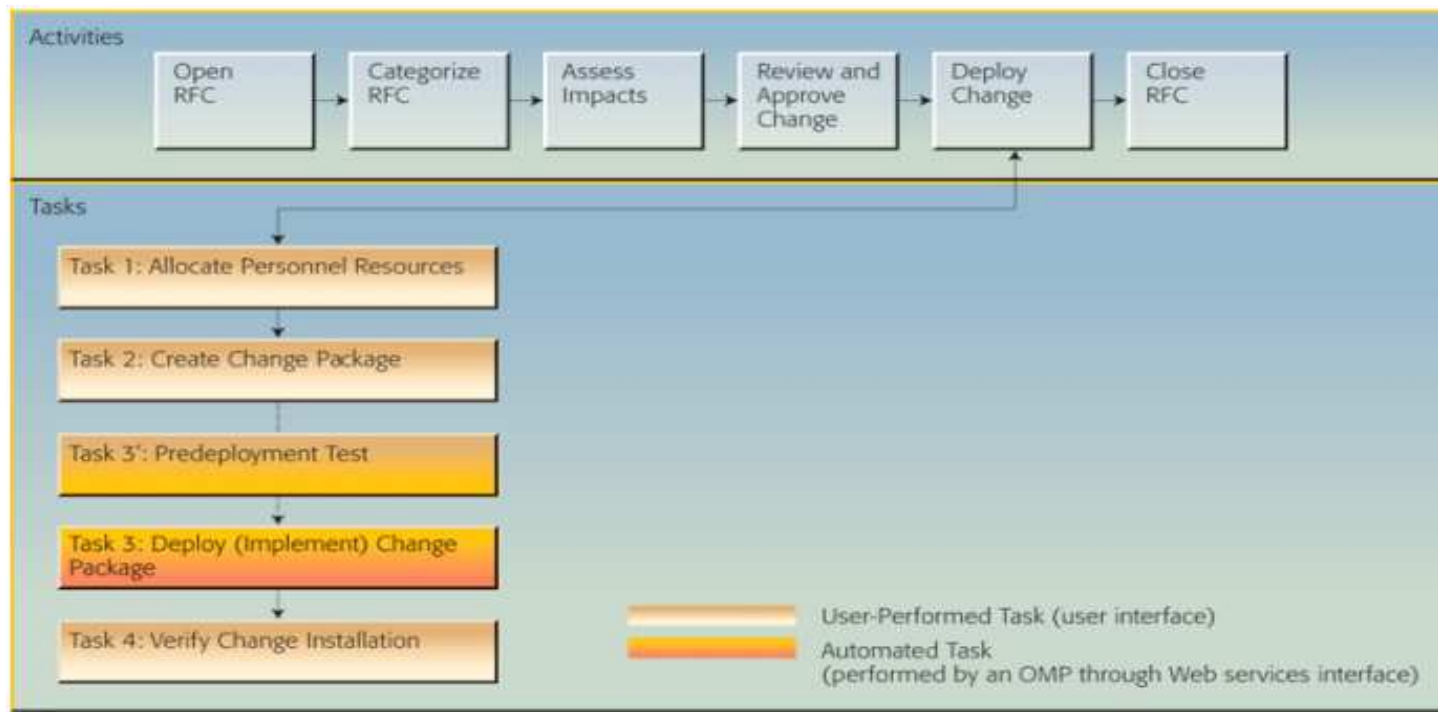 Activities
Open
RFC
Categorize
RFC
Assess
Impacts
Review and
Approve
Change
Deploy
Change
Close
RFC
Tasks
Task 1: Allocate Personnel Resources
Task 2: Create Change Package
Task 3': Predeployment Test
Task 3: Deploy (Implement) Change
Package
Task 4: Verify Change Installation
User-Performed Task (user interface)
Automated Task
(performed by an OMP through Web services interface)